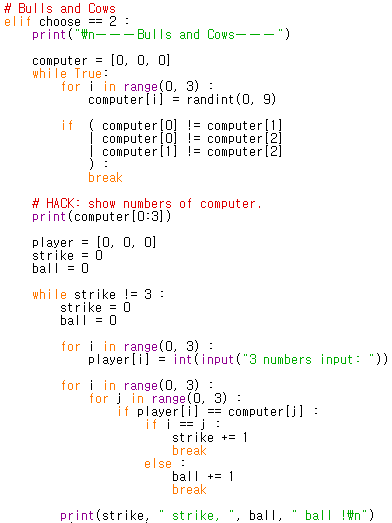 # Bulls and Cows
elif choose == 2 :
    print("₩n---Bulls and Cows---")

    computer = [0, 0, 0]
    while True:
        for i in range(0, 3) :
            computer[i] = randint(0, 9)

        if  ( computer[0] != computer[1]
            | computer[0] != computer[2]
            | computer[1] != computer[2]
            ) :
            break

    # HACK: show numbers of computer.
    print(computer[0:3])

    player = [0, 0, 0]
    strike = 0
    ball = 0

    while strike != 3 :
        strike = 0
        ball = 0

        for i in range(0, 3) :
            player[i] = int(input("3 numbers input: "))

        for i in range(0, 3) :
            for j in range(0, 3) :
                if player[i] == computer[j] :
                    if i == j :
                        strike += 1
                        break
                    else :
                        ball += 1
                        break

        print(strike, " strike, ", ball, " ball !₩n")